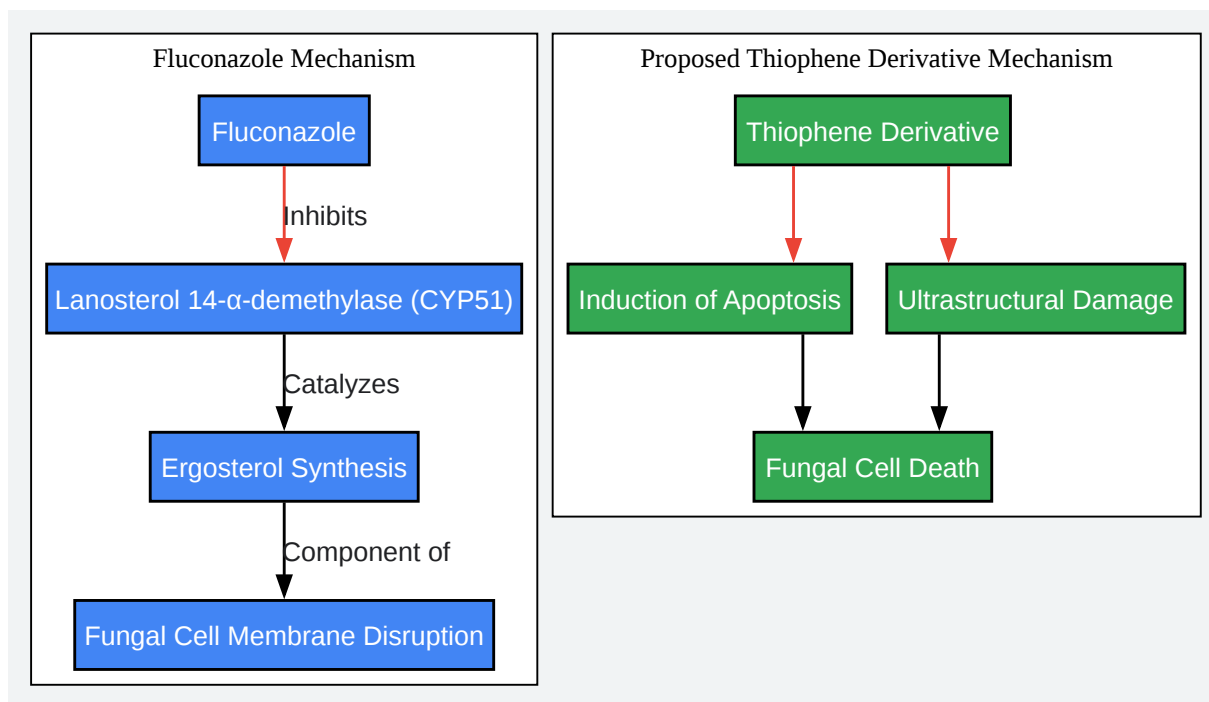 Fluconazole Mechanism
Fluconazole
Inhibits
Lanosterol 14-α-demethylase (CYP51)
Catalyzes
Ergosterol Synthesis
Component of
Fungal Cell Membrane Disruption
Proposed Thiophene Derivative Mechanism
Thiophene Derivative
Induction of Apoptosis
Ultrastructural Damage
Fungal Cell Death